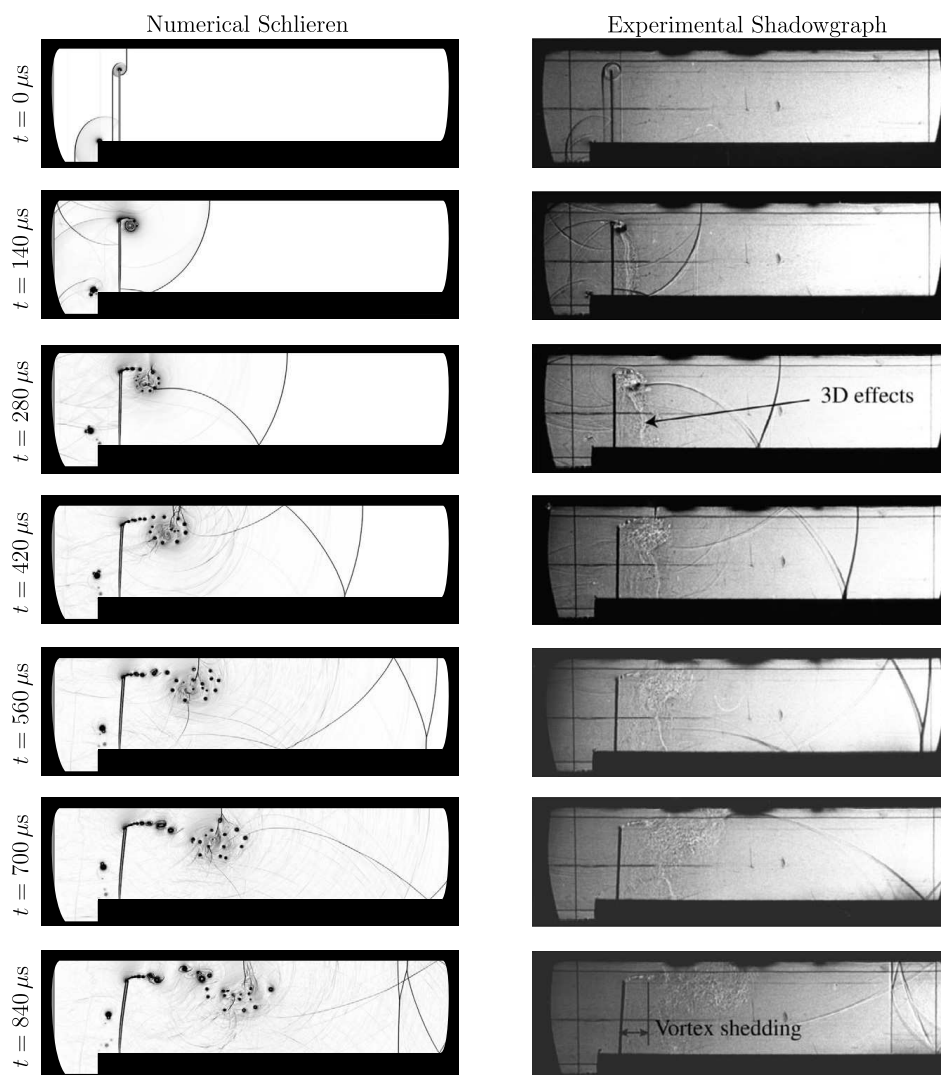 Numerical Schlieren
Experimental Shadowgraph
t = 0 μs
t = 140 μs
t = 280 μs
3D effects
t = 420 μs
t = 560 μs
t = 700 μs
t = 840 μs
Vortex shedding